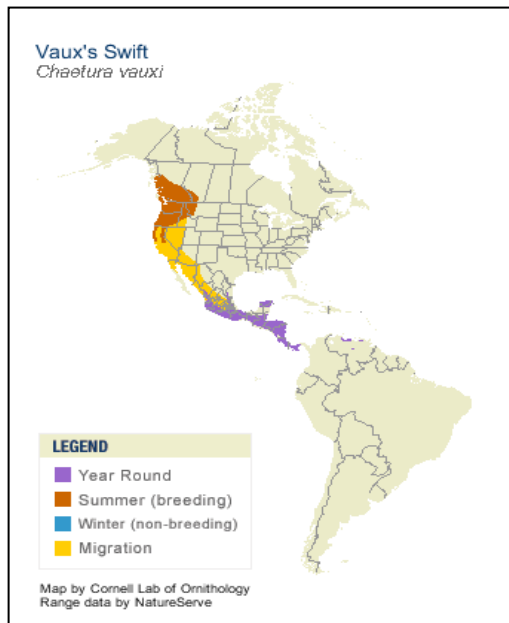 Vaux's Swift
Chaetura vauxi
LEGEND
Year Round
Summer (breeding)
Winter (non-breeding)
Migration
Map by Cornell Lab of Ornithology
Range data by NatureServe